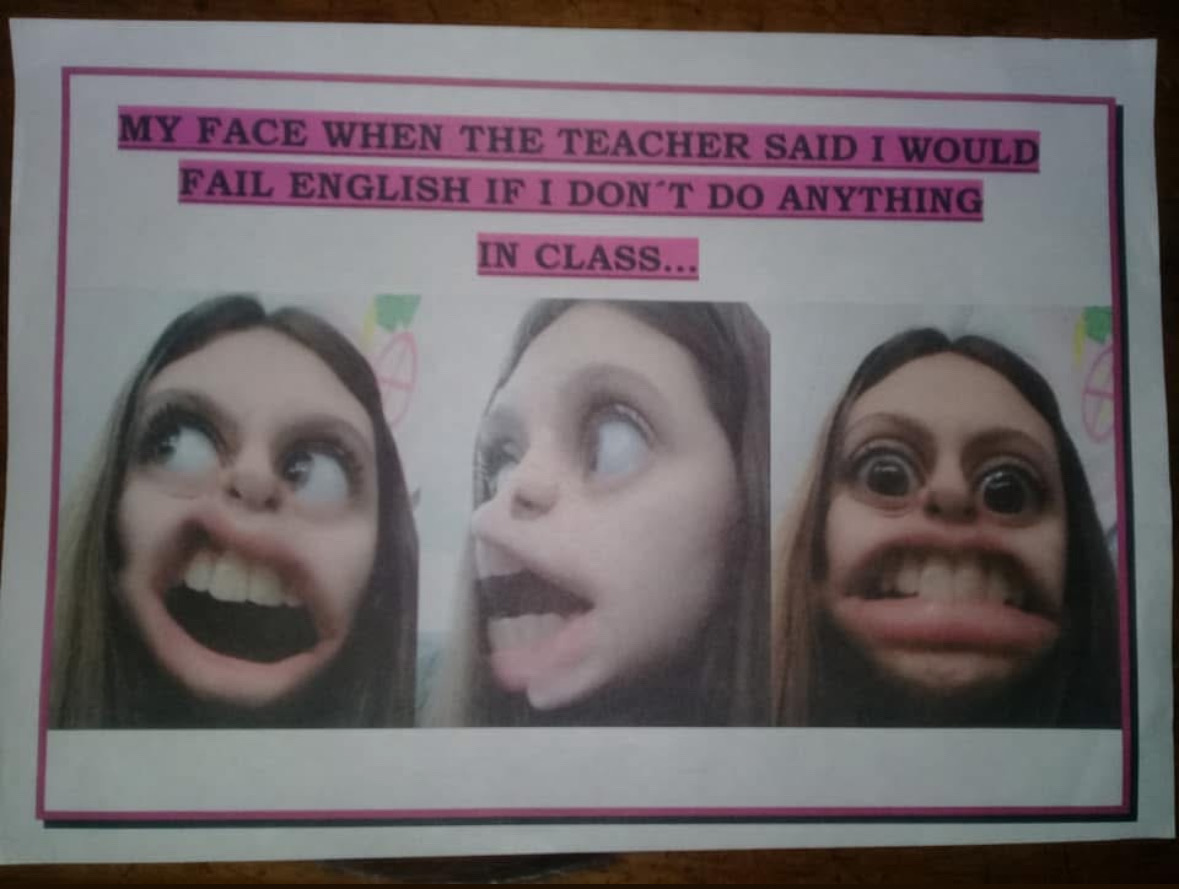 MY FACE WHEN THE TEACHER SAID I WOULD
FAIL ENGLISH IF I DON´T DO ANYTHING
IN CLASS...